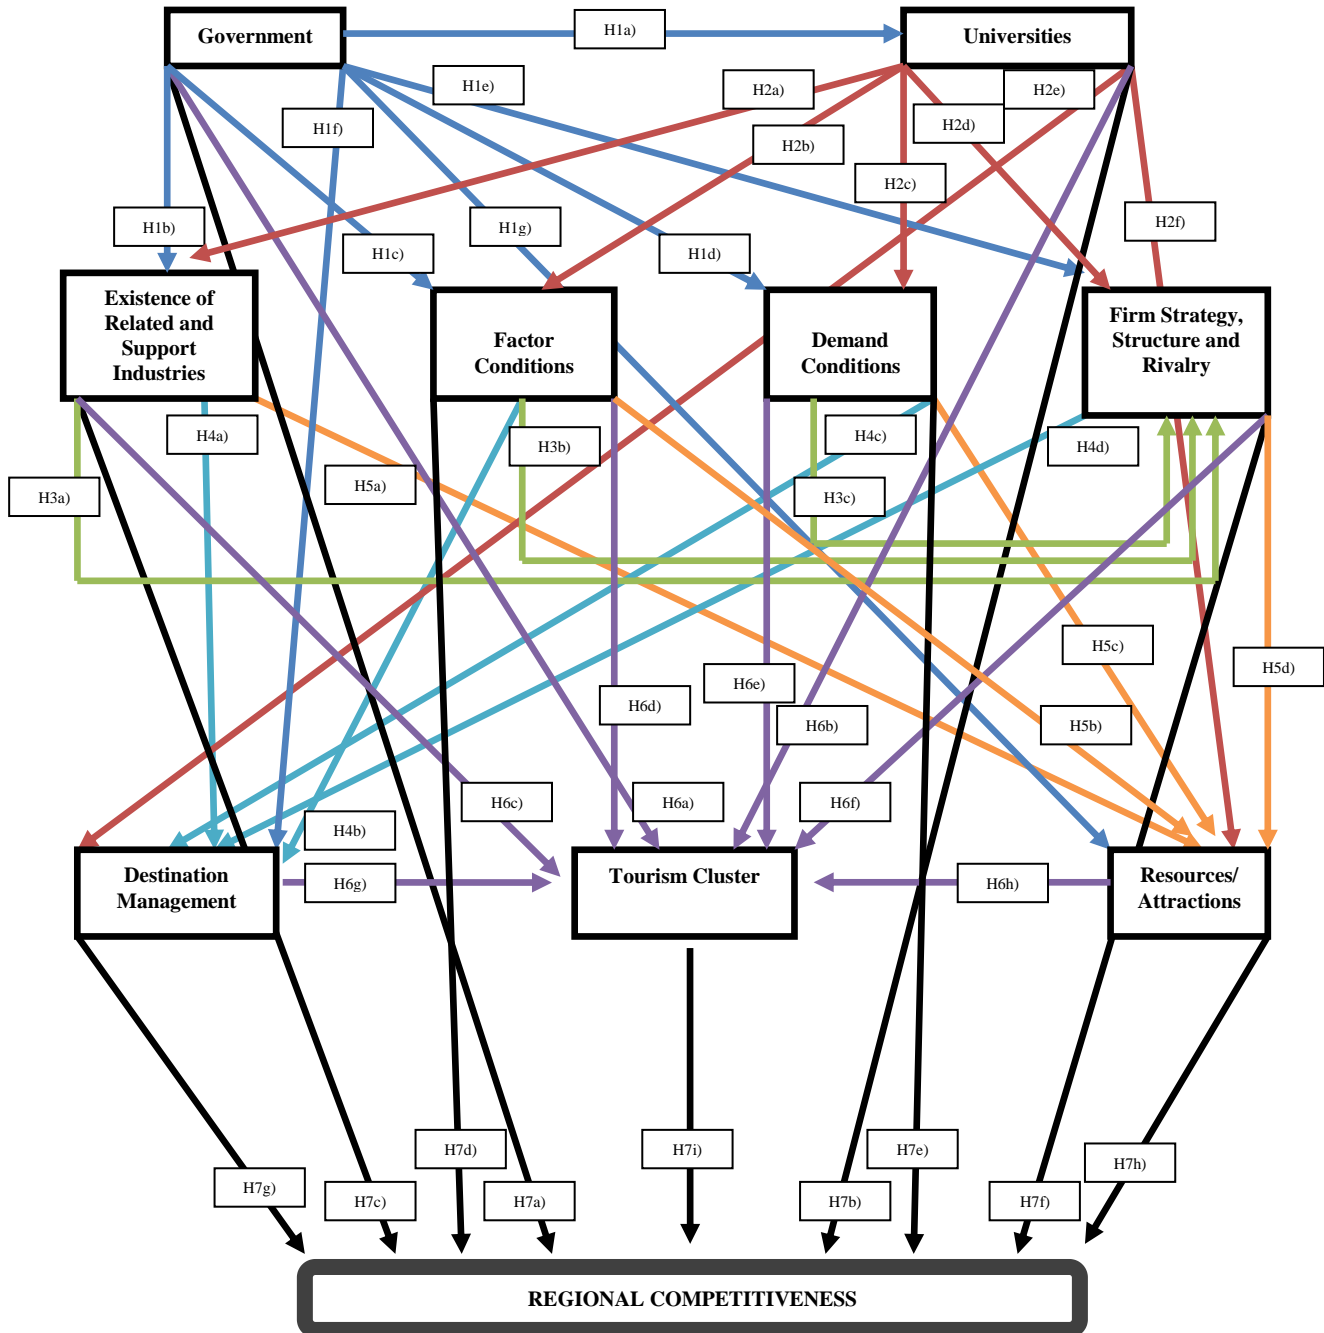 Government
H1a)
Universities
H1e)
H2a)
H2e)
H1f)
H2d)
H2b)
H2c)
H1b)
H1g)
H2f)
H1c)
H1d)
Existence of
Related and
Support
Industries
Factor
Conditions
Demand
Conditions
Firm Strategy,
Structure and
Rivalry
H4a)
H3b)
H4c)
H4d)
H3a)
H5a)
H3c)
H5c)
H5d)
H6e)
H6d)
H6b)
H5b)
H6c)
H6a)
H6f)
H4b)
Destination
Management
H6g)
Tourism Cluster
H6h)
Resources/
Attractions
H7d)
H7i)
H7e)
H7h)
H7g)
H7c)
H7a)
H7b)
H7f)
REGIONAL COMPETITIVENESS